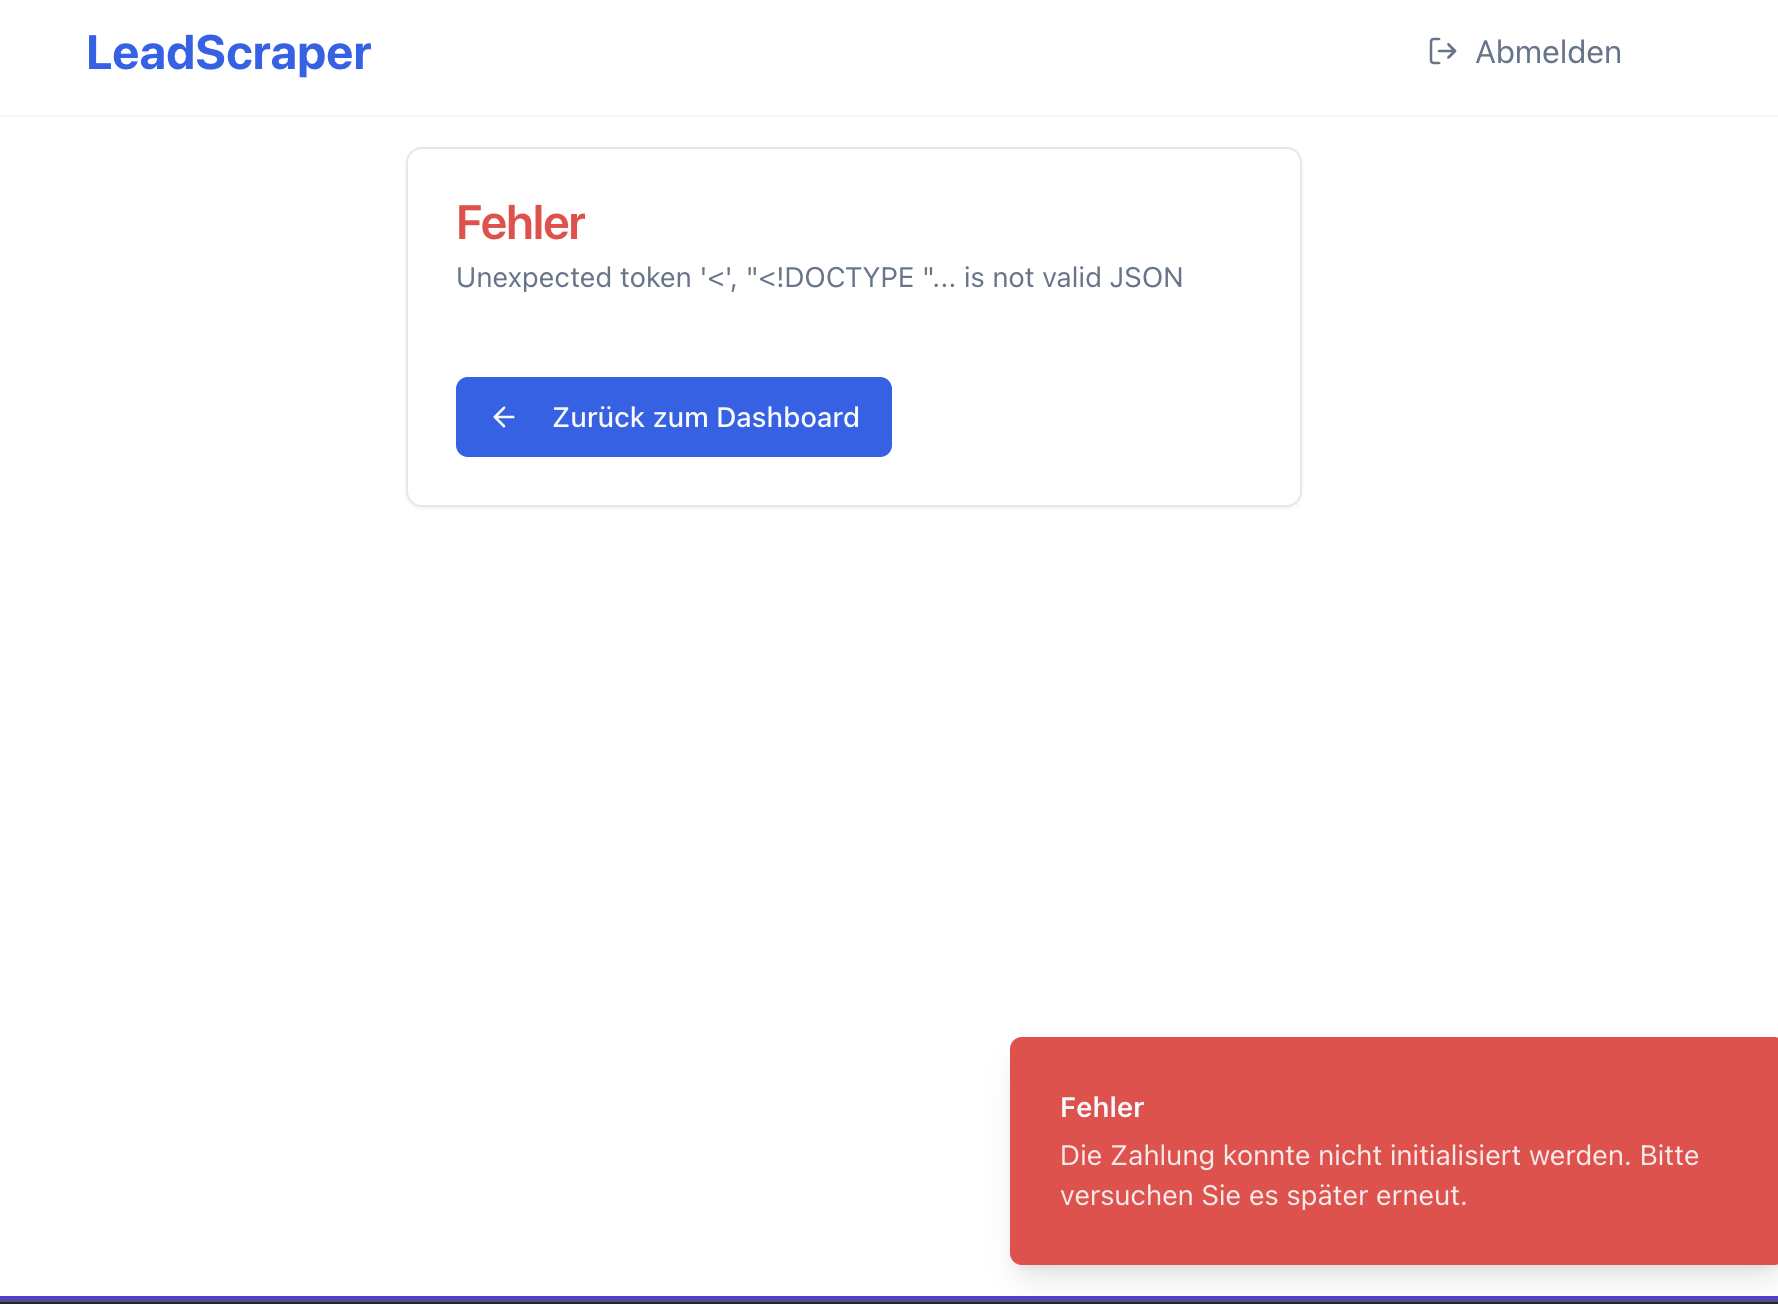 LeadScraper
Abmelden
Fehler
Unexpected token '<', "<!DOCTYPE "... is not valid JSON
Zurück zum Dashboard
Fehler
Die Zahlung konnte nicht initialisiert werden. Bitte
versuchen Sie es später erneut.